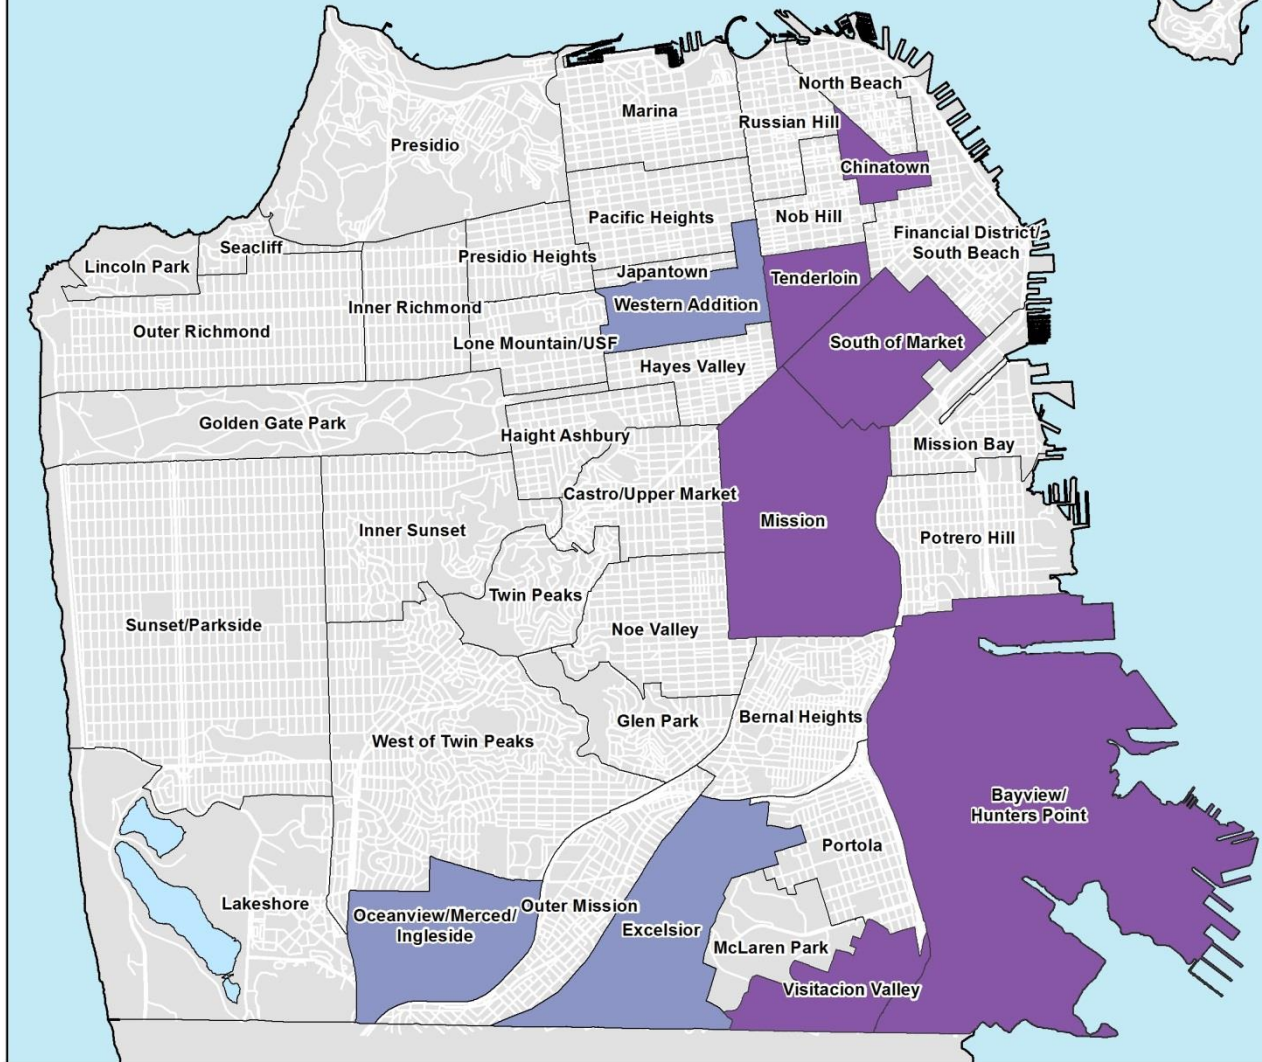 North Beach
Marina
Russian Hill
Presidio
Chinatown
Pacific Heights
Nob Hill
Financial District/
South Beach
Seacliff
Presidio Heights
Lincoln Park
Japantown
Tenderloin
Inner Richmond
Western Addition
Outer Richmond
Lone Mountain/USF
South of Market
Hayes Valley
Golden Gate Park
Haight Ashbury
Mission Bay
Castro/Upper Market
Mission
Inner Sunset
Potrero Hill
Twin Peaks
Sunset/Parkside
Noe Valley
Glen Park
Bernal Heights
West of Twin Peaks
Bayview/
Hunters Point
Portola
Lakeshore
Outer Mission
Oceanview/Merced/
Ingleside
Excelsior
McLaren Park
Visitacion Valley